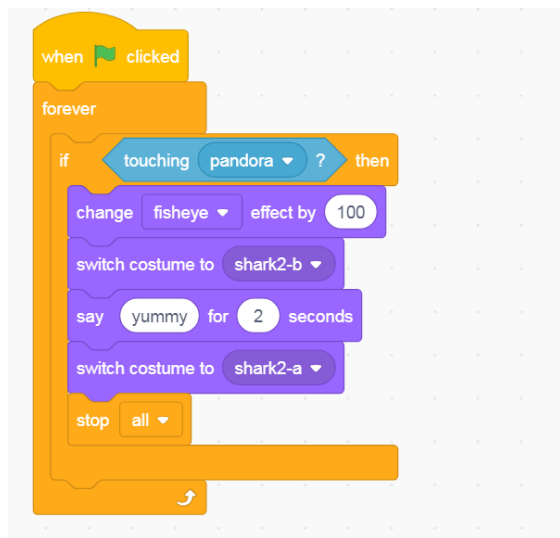 when clicked
forever
if touching pandora ? then
change fisheye effect by 100
switch costume to shark2-b
say yummy for 2 seconds
switch costume to shark2-a
stop all